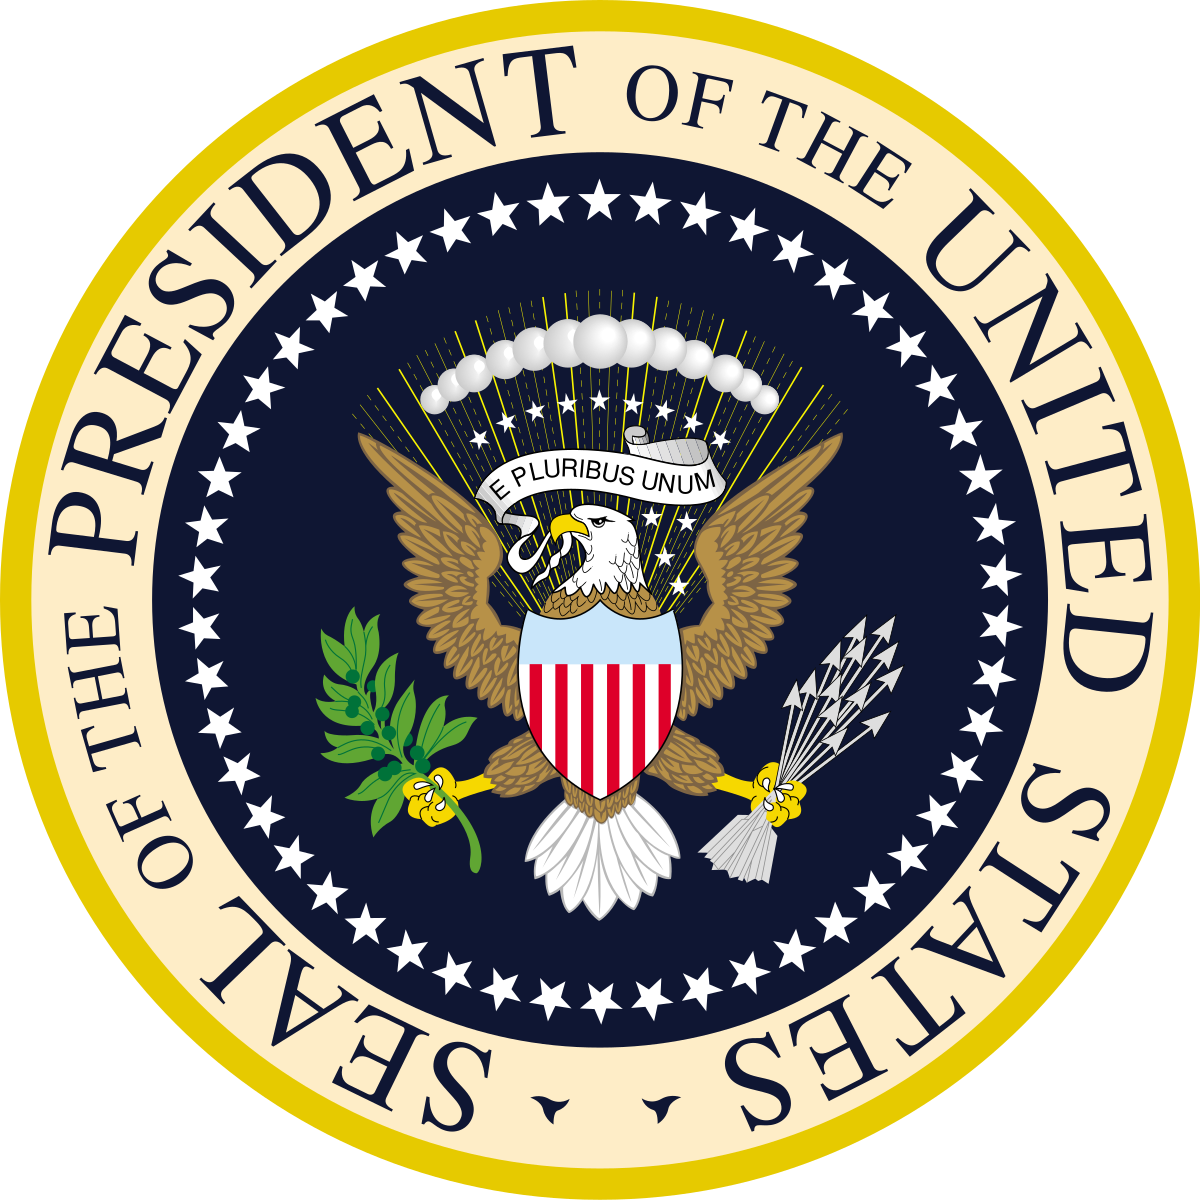 SEAL OF THE PRESIDENT OF THE UNITED STATES
E PLURIBUS UNUM